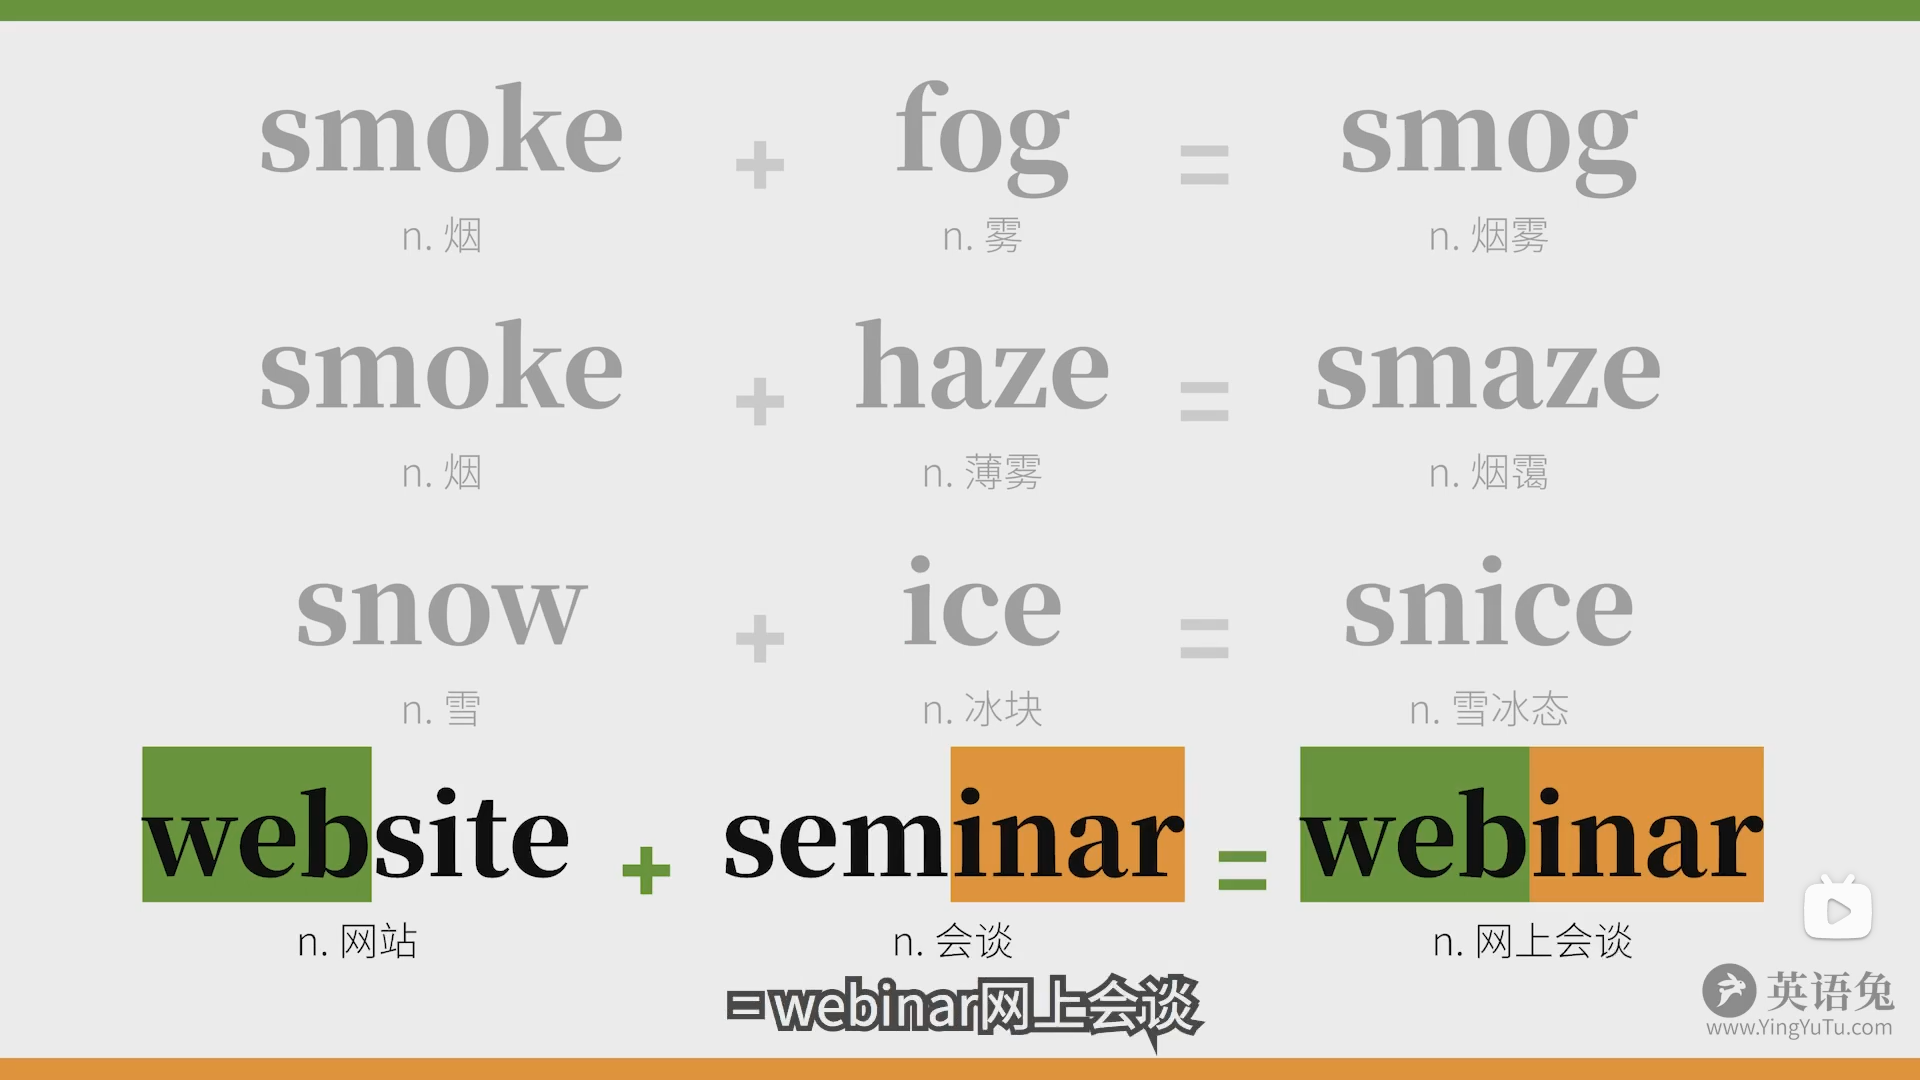 smoke + fog = smog
n. 烟 n. 雾 n. 烟雾
smoke + haze = smaze
n. 烟 n. 薄雾 n. 烟霭
snow + ice = snice
n. 雪 n. 冰块 n. 雪冰态
website + seminar = webinar
n. 网站 n. 会谈 n. 网上会谈
=webinar网上会谈
英语兔
www.YingYuTu.com